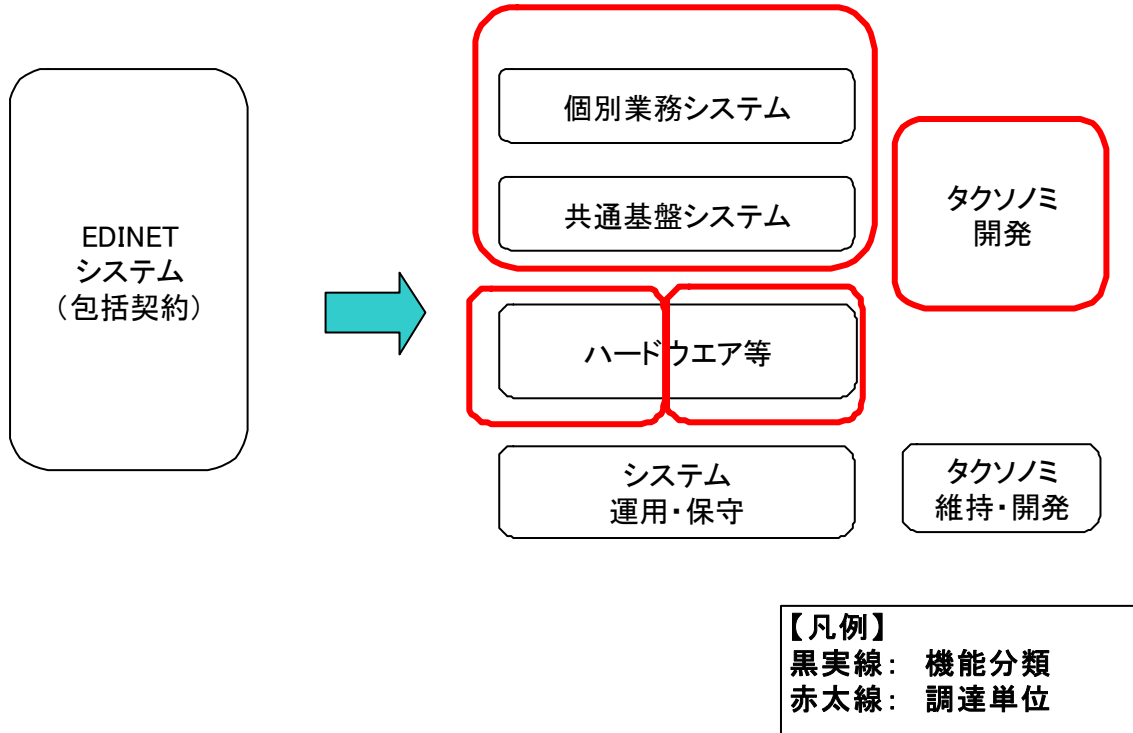 EDINET
システム
（包括契約）
個別業務システム
共通基盤システム
タクソノミ
開発
ハードウエア等
システム
運用・保守
タクソノミ
維持・開発
【凡例】
黒実線： 機能分類
赤太線： 調達単位